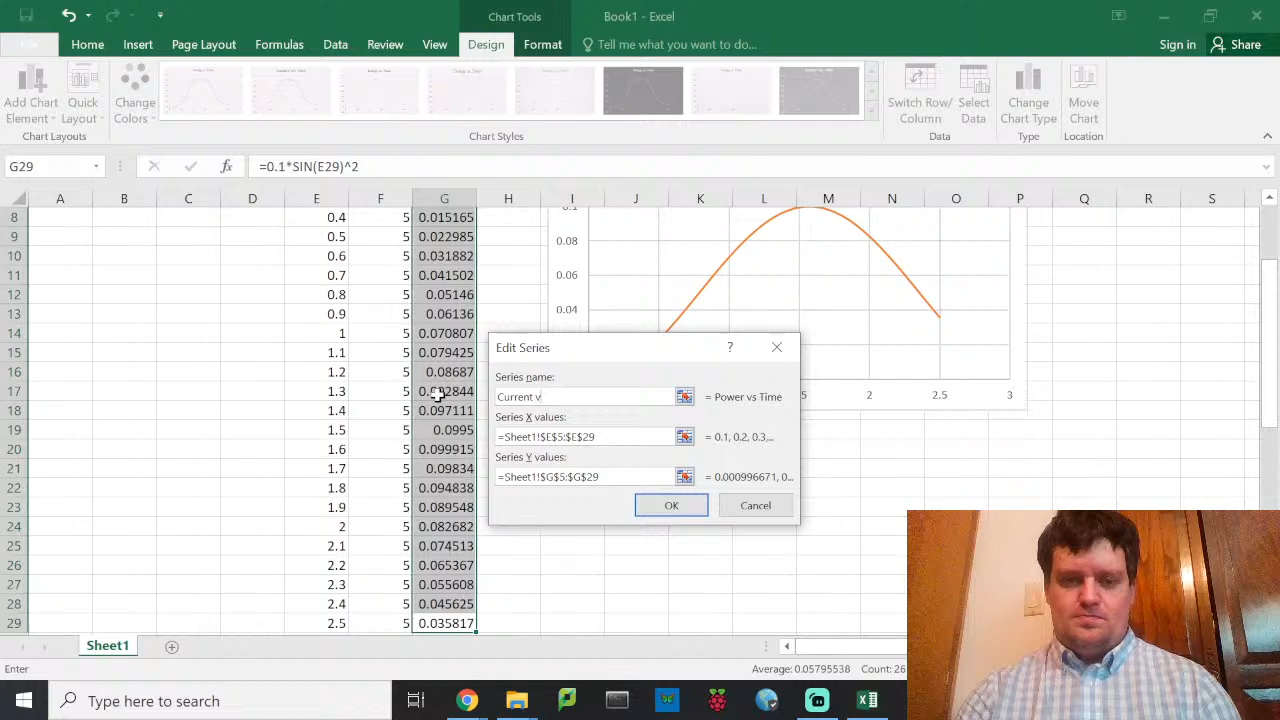 Chart Tools
Book1 - Excel
File Home Insert Page Layout Formulas Data Review View Design Format Tell me what you want to do... Sign in Share
Add Chart Element
Quick Layout
Change Colors
Switch Row/Column
Select Data
Change Chart Type
Move Chart
Chart Layouts
Chart Styles
Data
Type
Location
G29 fx =0.1*SIN(E29)^2
A B C D E F G H I J K L M N O P Q R S
8 0.4 5 0.015165
9 0.5 5 0.022985
10 0.6 5 0.031882
11 0.7 5 0.041502
12 0.8 5 0.05146
13 0.9 5 0.06136
14 1 5 0.070807
15 1.1 5 0.079425
16 1.2 5 0.08687
17 1.3 5
18 1.4 5 0.097111
19 1.5 5 0.0995
20 1.6 5 0.099915
21 1.7 5 0.09834
22 1.8 5 0.094838
23 1.9 5 0.089548
24 2 5 0.082682
25 2.1 5 0.074513
26 2.2 5 0.065367
27 2.3 5 0.055608
28 2.4 5 0.045625
29 2.5 5 0.035817
0.1
0.08
0.06
0.04
5 2 2.5 3
Edit Series
?
Series name:
Current v = Power vs Time
Series X values:
=Sheet1!$E$5:$E$29 = 0.1, 0.2, 0.3,...
Series Y values:
=Sheet1!$G$5:$G$29 = 0.000996671, 0...
OK Cancel
Sheet1
Enter
Average: 0.05795538 Count: 26
Type here to search